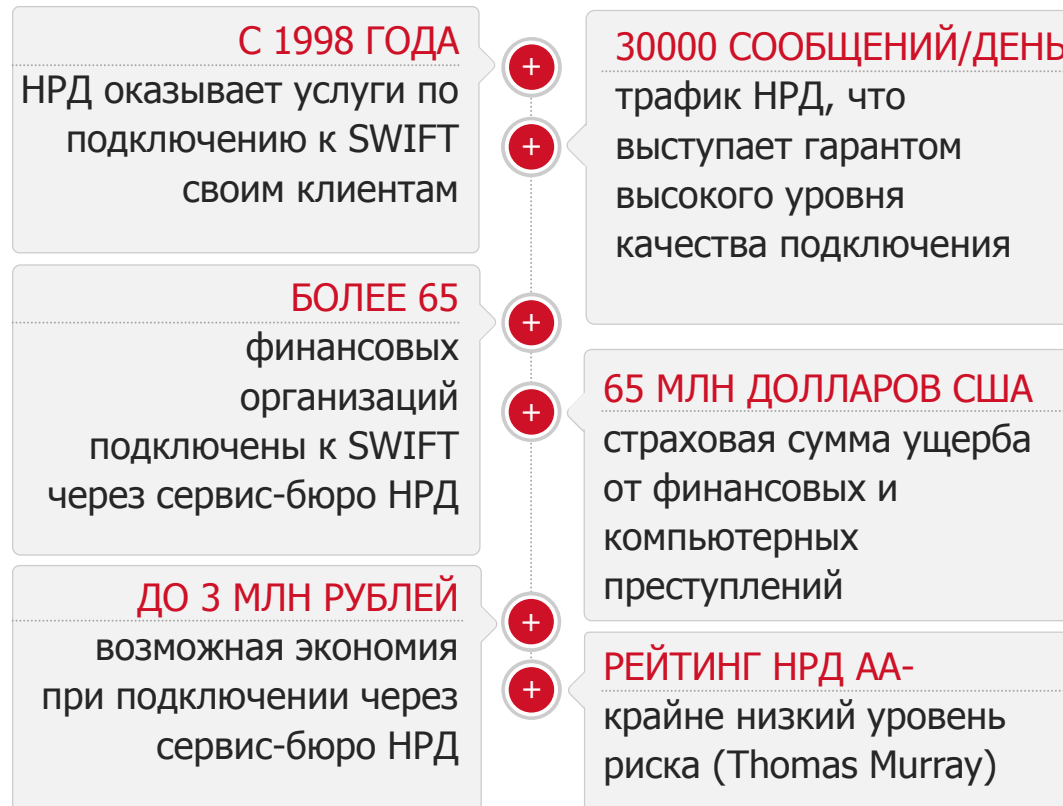 С 1998 ГОДА
НРД оказывает услуги по
подключению к SWIFT
своим клиентам
30000 СООБЩЕНИЙ/ДЕНЬ
трафик НРД, что
выступает гарантом
высокого уровня
качества подключения
БОЛЕЕ 65
финансовых
организаций
подключены к SWIFT
через сервис-бюро НРД
65 МЛН ДОЛЛАРОВ США
страховая сумма ущерба
от финансовых и
компьютерных
преступлений
ДО 3 МЛН РУБЛЕЙ
возможная экономия
при подключении через
сервис-бюро НРД
РЕЙТИНГ НРД АА-
крайне низкий уровень
риска (Thomas Murray)